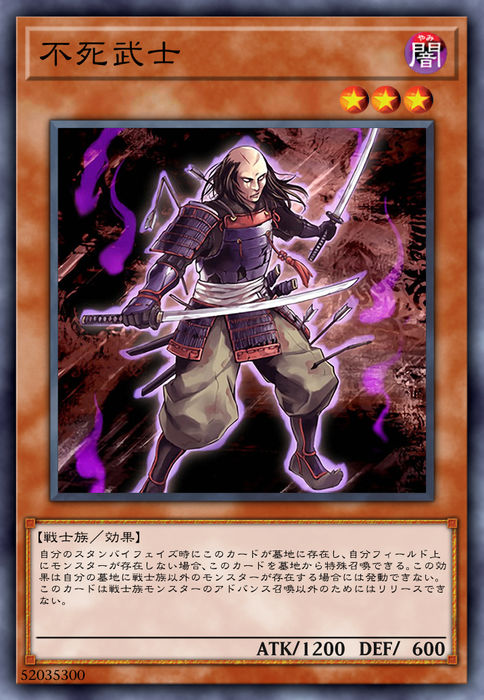 不死武士
やみ
闇
【戦士族／効果】
自分のスタンバイフェイズ時にこのカードが墓地に存在し、自分フィールド上
にモンスターが存在しない場合、このカードを墓地から特殊召喚できる。この効
果は自分の墓地に戦士族以外のモンスターが存在する場合には発動できない。
このカードは戦士族モンスターのアドバンス召喚以外のためにはリリースでき
ない。
ATK/1200 DEF/ 600
52035300